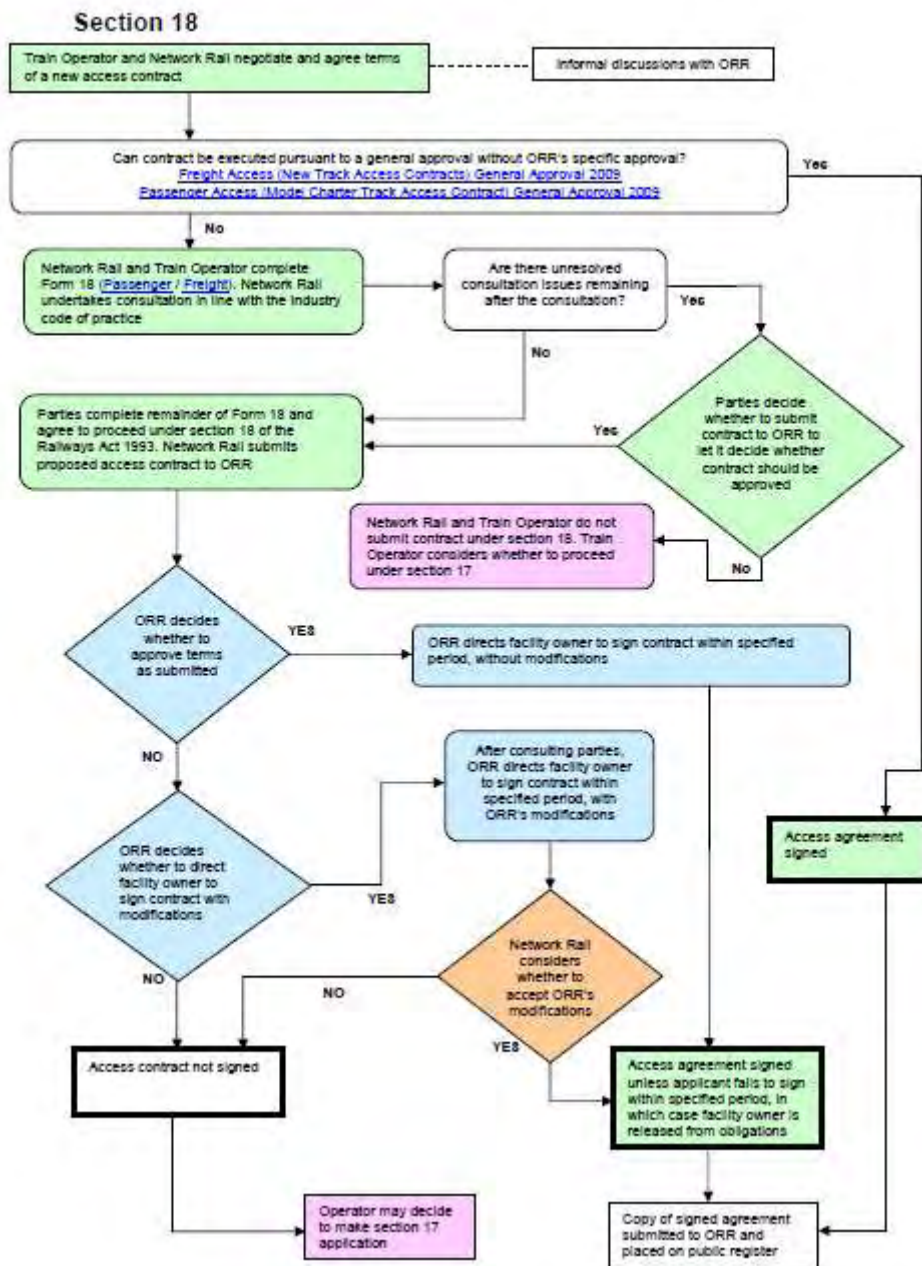 Section 18
Train Operator and Network Rail negotiate and agree terms
of a new access contract
Informal discussions with ORR
Can contract be executed pursuant to a general approval without ORR's specific approval?
Freight Access (New Track Access Contracts) General Approval 2009
Passenger Access (Model Charter Track Access Contract) General Approval 2009
Yes
No
Network Rail and Train Operator complete
Form 18 (Passenger / Freight). Network Rail
undertakes consultation in line with the industry
code of practice
Are there unresolved
consultation issues remaining
after the consultation?
Yes
No
Parties decide
whether to submit
contract to ORR to
let it decide whether
contract should be
approved
Yes
Parties complete remainder of Form 18 and
agree to proceed under section 18 of the
Railways Act 1993. Network Rail submits
proposed access contract to ORR
No
Network Rail and Train Operator do not
submit contract under section 18. Train
Operator considers whether to proceed
under section 17
ORR decides
whether to
approve terms
as submitted
YES
ORR directs facility owner to sign contract within specified
period, without modifications
NO
After consulting parties,
ORR directs facility owner
to sign contract within
specified period, with
ORR's modifications
ORR decides
whether to direct
facility owner to
sign contract with
modifications
YES
Access agreement
signed
NO
Network Rail
considers
whether to
accept ORR's
modifications
NO
YES
Access contract not signed
Access agreement signed
unless applicant fails to sign
within specified period, in
which case facility owner is
released from obligations
Operator may decide
to make section 17
application
Copy of signed agreement
submitted to ORR and
placed on public register